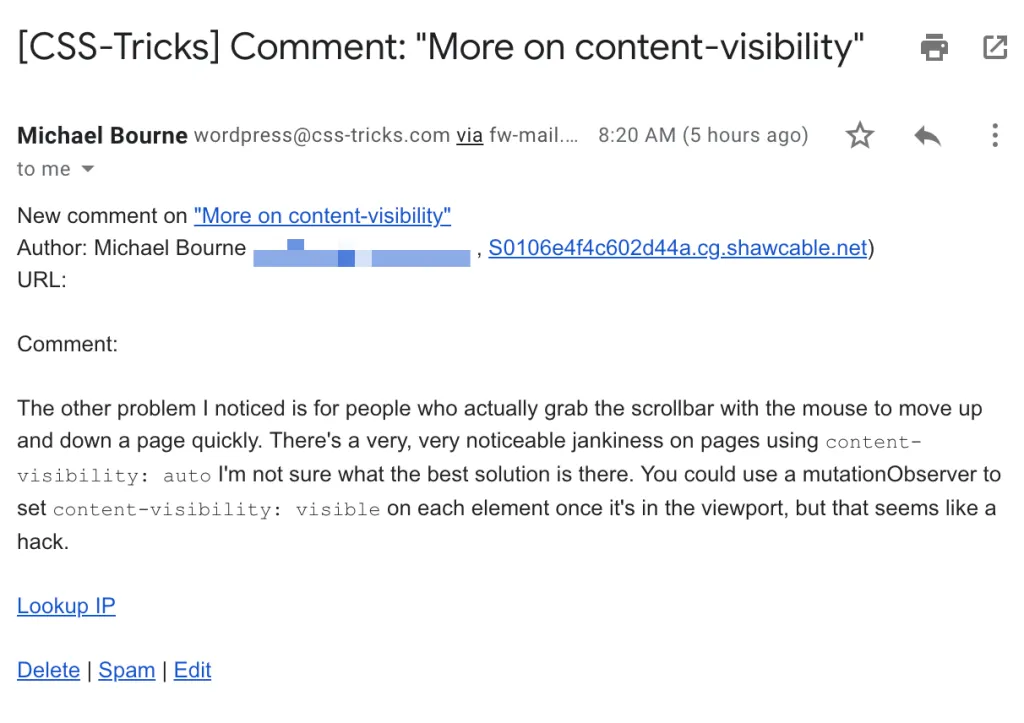 [CSS-Tricks] Comment: "More on content-visibility"
Michael Bourne wordpress@css-tricks.com via fw-mail.... 8:20 AM (5 hours ago)
to me
New comment on "More on content-visibility"
Author: Michael Bourne , S0106e4f4c602d44a.cg.shawcable.net)
URL:
Comment:
The other problem I noticed is for people who actually grab the scrollbar with the mouse to move up
and down a page quickly. There's a very, very noticeable jankiness on pages using content-
visibility: auto I'm not sure what the best solution is there. You could use a mutationObserver to
set content-visibility: visible on each element once it's in the viewport, but that seems like a
hack.
Lookup IP
Delete | Spam | Edit